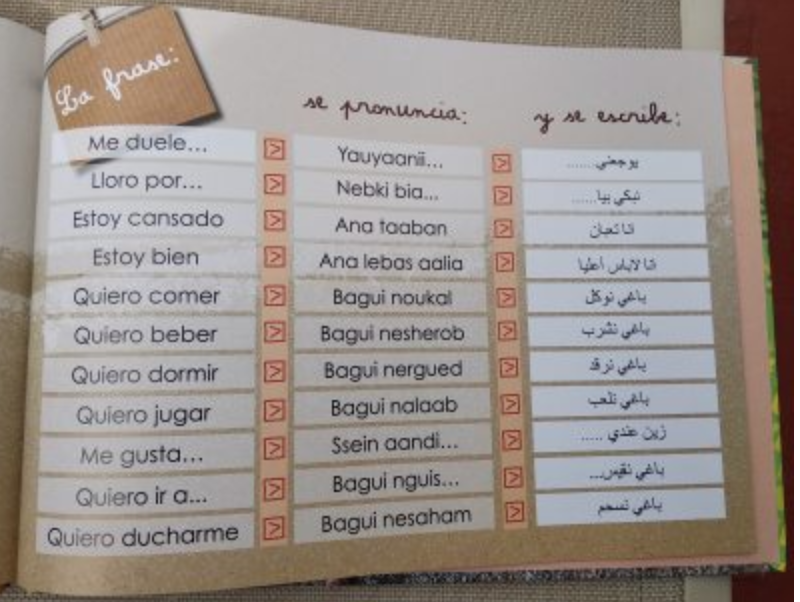 La frase:
se pronuncia:
y se escribe:
Me duele... > Yauyaanii... > يوجعني......
Lloro por... > Nebki bia... > نبكي بيا......
Estoy cansado > Ana taaban > انا تعبان
Estoy bien > Ana lebas aalia > انا لاباس أعليا
Quiero comer > Bagui noukal > باغي نوكل
Quiero beber > Bagui nesherob > باغي نشرب
Quiero dormir > Bagui nergued > باغي نرقد
Quiero jugar > Bagui nalaab > باغي نلعب
Me gusta... > Ssein aandi... > زين عندي .....
Quiero ir a... > Bagui nguis... > باغي نقيس...
Quiero ducharme > Bagui nesaham > باغي نسحم